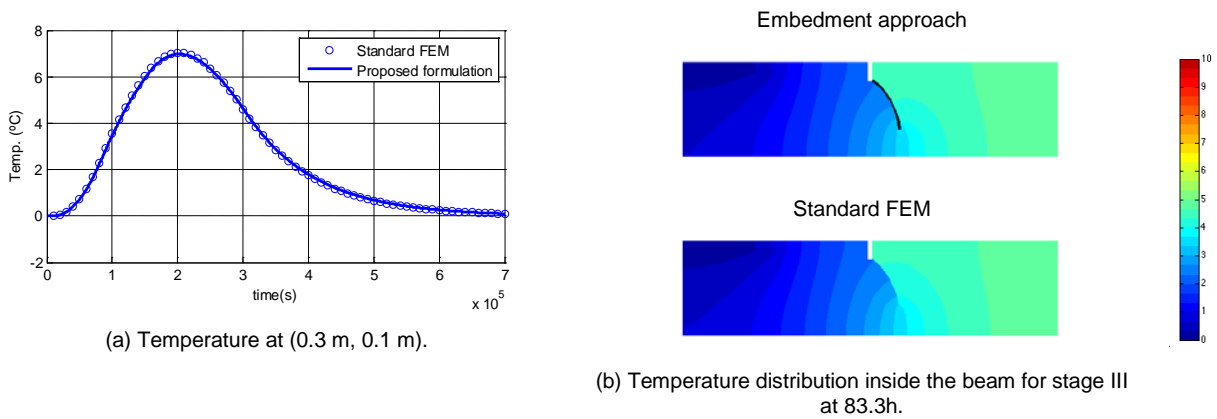 8
6
4
2
0
-2
Temp. (ºC)
Standard FEM
Proposed formulation
0 1 2 3 4 5 6 7
time(s)
x 10^5
(a) Temperature at (0.3 m, 0.1 m).
Embedment approach
Standard FEM
10
9
8
7
6
5
4
3
2
1
0
(b) Temperature distribution inside the beam for stage III
at 83.3h.